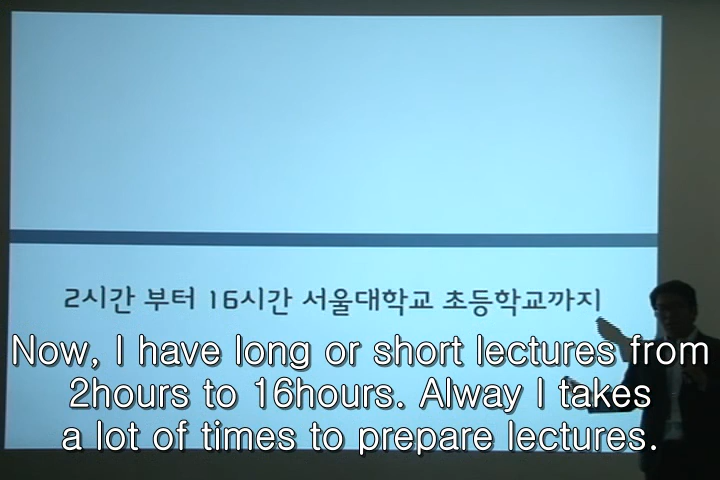 2시간 부터 16시간 서울대학교 초등학교까지
Now, I have long or short lectures from
2hours to 16hours. Alway I takes
a lot of times to prepare lectures.